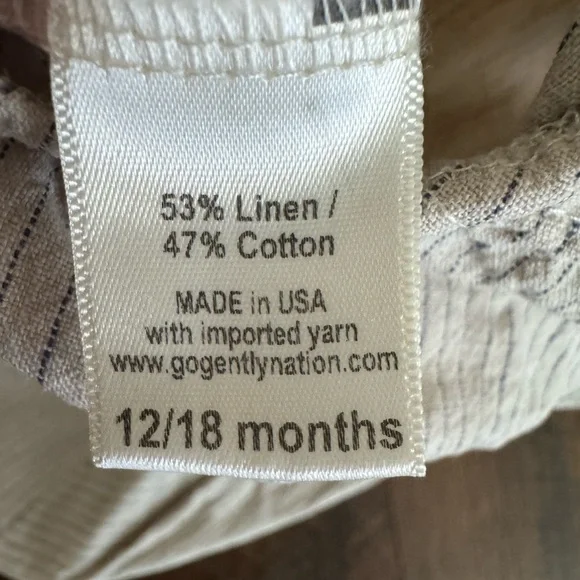 53% Linen /
47% Cotton
MADE in USA
with imported yarn
www.gogentlynation.com
12/18 months